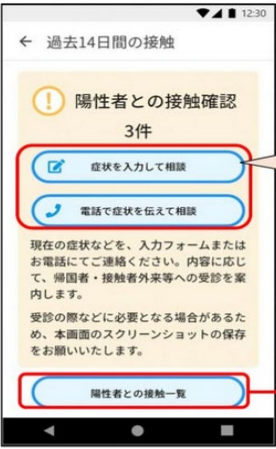 12:30
過去14日間の接触
陽性者との接触確認
3件
症状を入力して相談
電話で症状を伝えて相談
現在の症状などを、入力フォームまたは
お電話にてご連絡ください。内容に応じ
て、帰国者・接触者外来等への受診を案
内します。
受診の際などに必要となる場合があるた
め、本画面のスクリーンショットの保存
をお願いいたします。
陽性者との接触一覧